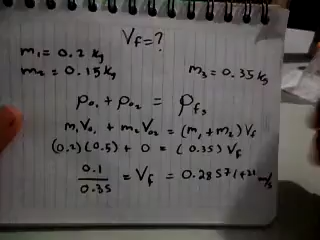 Vf = ?
m₁ = 0.2 kg
m₂ = 0.15 kg m₃ = 0.35 kg
Po₁ + Po₂ = Pf₃
m₁Vo₁ + m₂Vo₂ = (m₁+m₂)Vf
(0.2)(0.5) + 0 = (0.35) Vf
0.1/0.35 = Vf = 0.2857142 m/s